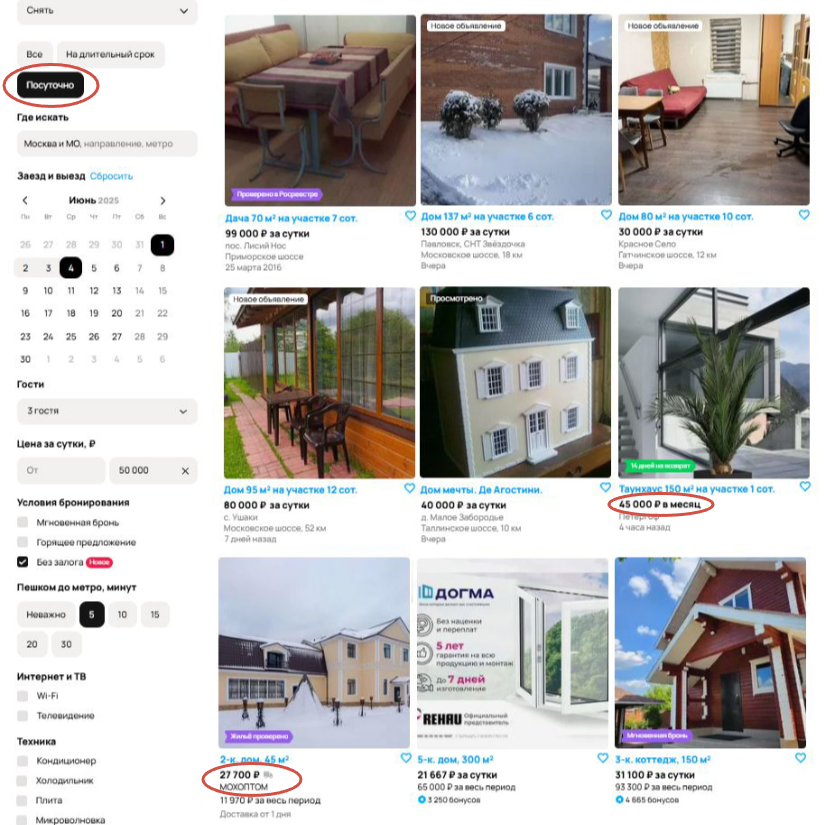 Снять
Все
На длительный срок
Посуточно
Где искать
Москва и МО, направление, метро
Заезд и выезд Сбросить
Июнь 2025
Пн Вт Ср Чт Пт Сб Вс
26 27 28 29 30 31 1
2 3 4 5 6 7 8
9 10 11 12 13 14 15
16 17 18 19 20 21 22
23 24 25 26 27 28 29
30 1 2 3 4 5 6
Гости
3 гостя
Цена за сутки, ₽
От
50 000
Условия бронирования
Мгновенная бронь
Горящее предложение
Без залога Новое
Пешком до метро, минут
Неважно 5 10 15
20 30
Интернет и ТВ
Wi-Fi
Телевидение
Техника
Кондиционер
Холодильник
Плита
Микроволновка
Проверено в Росреестре
Дача 70 м² на участке 7 сот.
99 000 ₽ за сутки
пос. Лисий Нос
Приморское шоссе
25 марта 2016
Новое объявление
Дом 137 м² на участке 6 сот.
130 000 ₽ за сутки
Павловск, СНТ Звёздочка
Московское шоссе, 18 км
Вчера
Новое объявление
Дом 80 м² на участке 10 сот.
30 000 ₽ за сутки
Красное Село
Гатчинское шоссе, 12 км
Вчера
Новое объявление
Дом 95 м² на участке 12 сот.
80 000 ₽ за сутки
с. Ушаки
Московское шоссе, 52 км
7 дней назад
Просмотрено
Дом мечты. Де Агостини.
40 000 ₽ за сутки
д. Малое Забородье
Таллинское шоссе, 10 км
Вчера
14 дней на возврат
Таунхаус 150 м² на участке 1 сот.
45 000 ₽ в месяц
Петергоф
4 часа назад
Жильё проверено
2-к. дом, 45 м²
27 700 ₽
МОХОПТОМ
11 970 ₽ за весь период
Доставка от 1 дня
ДОГМА
Без наценки
и переплат
5 лет
гарантия на всю
продукцию и монтаж
До 7 дней
изготовление
REHAU Официальный
представитель
5-к. дом, 300 м²
21 667 ₽ за сутки
65 000 ₽ за весь период
3 250 бонусов
Мгновенная бронь
3-к. коттедж, 150 м²
31 100 ₽ за сутки
93 300 ₽ за весь период
4 665 бонусов